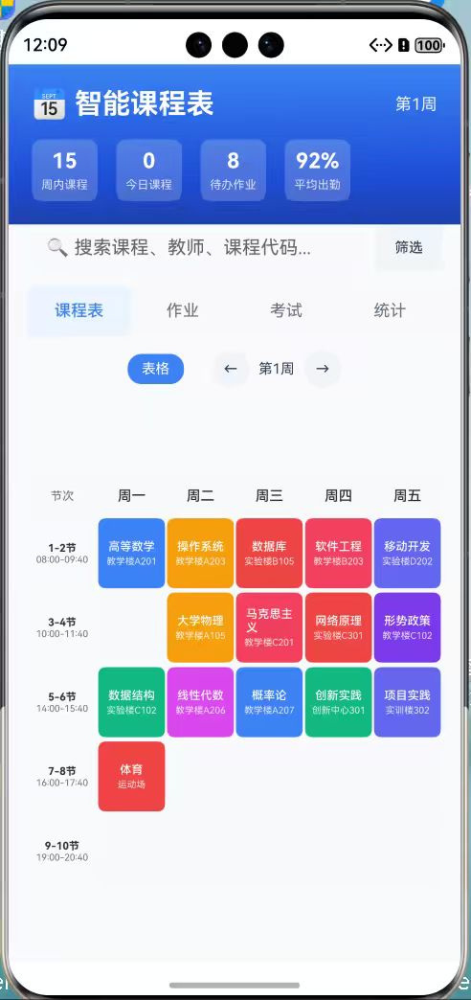 12:09
100
SEPT
15
智能课程表
第1周
15
0
8
92%
周内课程
今日课程
待办作业
平均出勤
搜索课程、教师、课程代码...
筛选
课程表
作业
考试
统计
表格
←
第1周
→
节次
周一
周二
周三
周四
周五
1-2节
08:00-09:40
高等数学
教学楼A201
操作系统
教学楼A203
数据库
实验楼B105
软件工程
教学楼B203
移动开发
实验楼D202
3-4节
10:00-11:40
大学物理
教学楼A105
马克思主
义
教学楼C201
网络原理
实验楼C301
形势政策
教学楼C102
5-6节
14:00-15:40
数据结构
实验楼C102
线性代数
教学楼A206
概率论
教学楼A207
创新实践
创新中心301
项目实践
实训楼302
7-8节
16:00-17:40
体育
运动场
9-10节
19:00-20:40